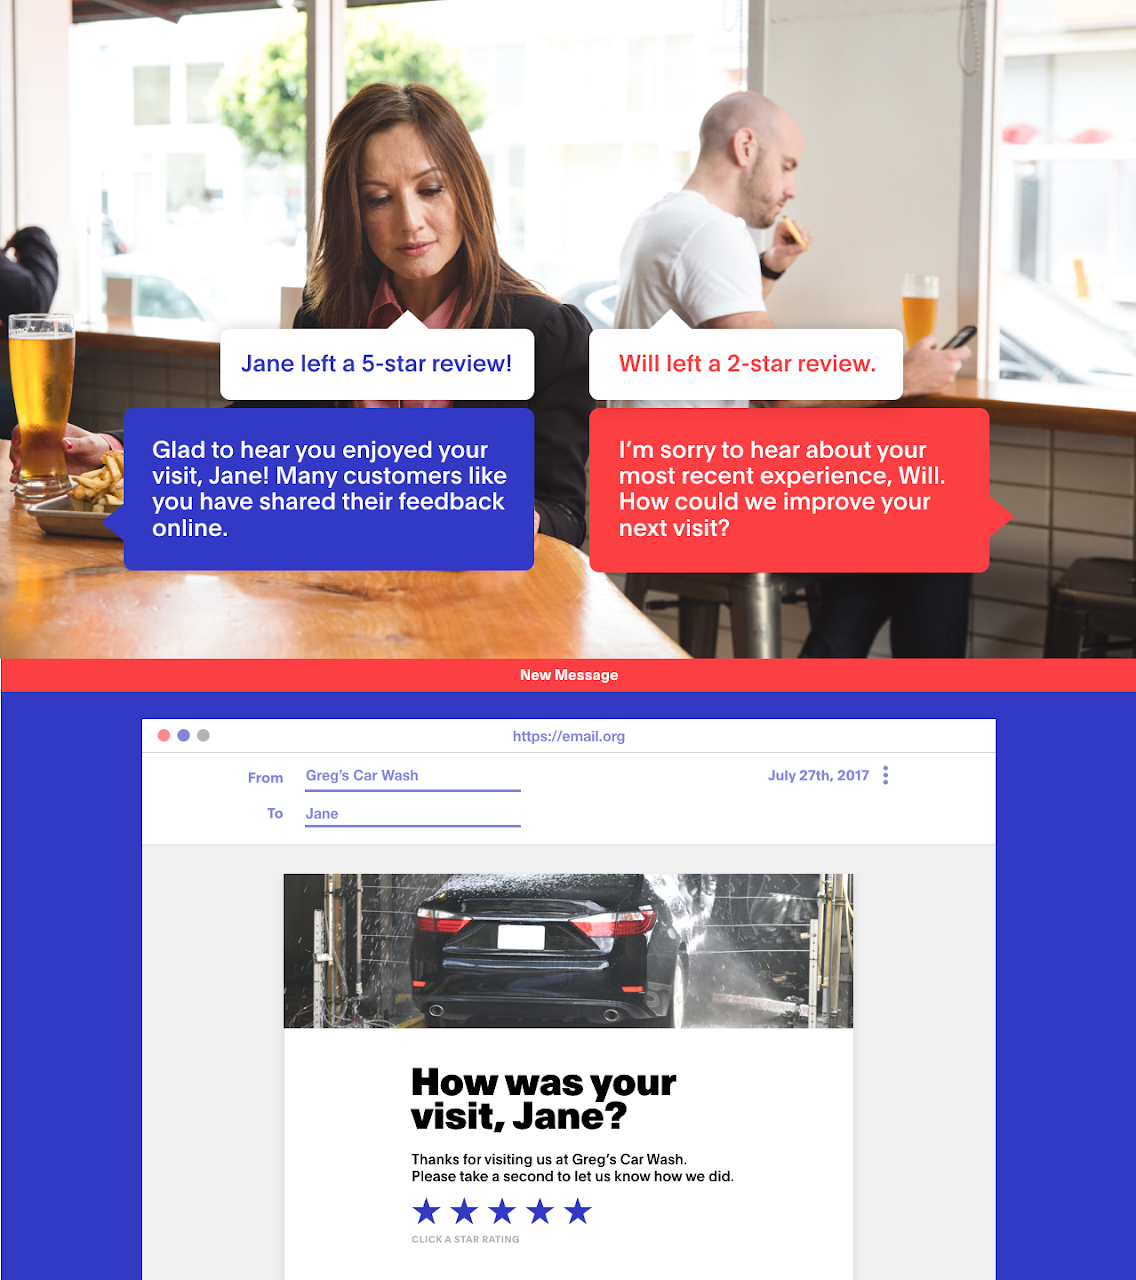 Jane left a 5-star review!
Glad to hear you enjoyed your
visit, Jane! Many customers like
you have shared their feedback
online.
Will left a 2-star review.
I’m sorry to hear about your
most recent experience, Will.
How could we improve your
next visit?
New Message
https://email.org
From Greg’s Car Wash
July 27th, 2017
To Jane
How was your
visit, Jane?
Thanks for visiting us at Greg’s Car Wash.
Please take a second to let us know how we did.
CLICK A STAR RATING